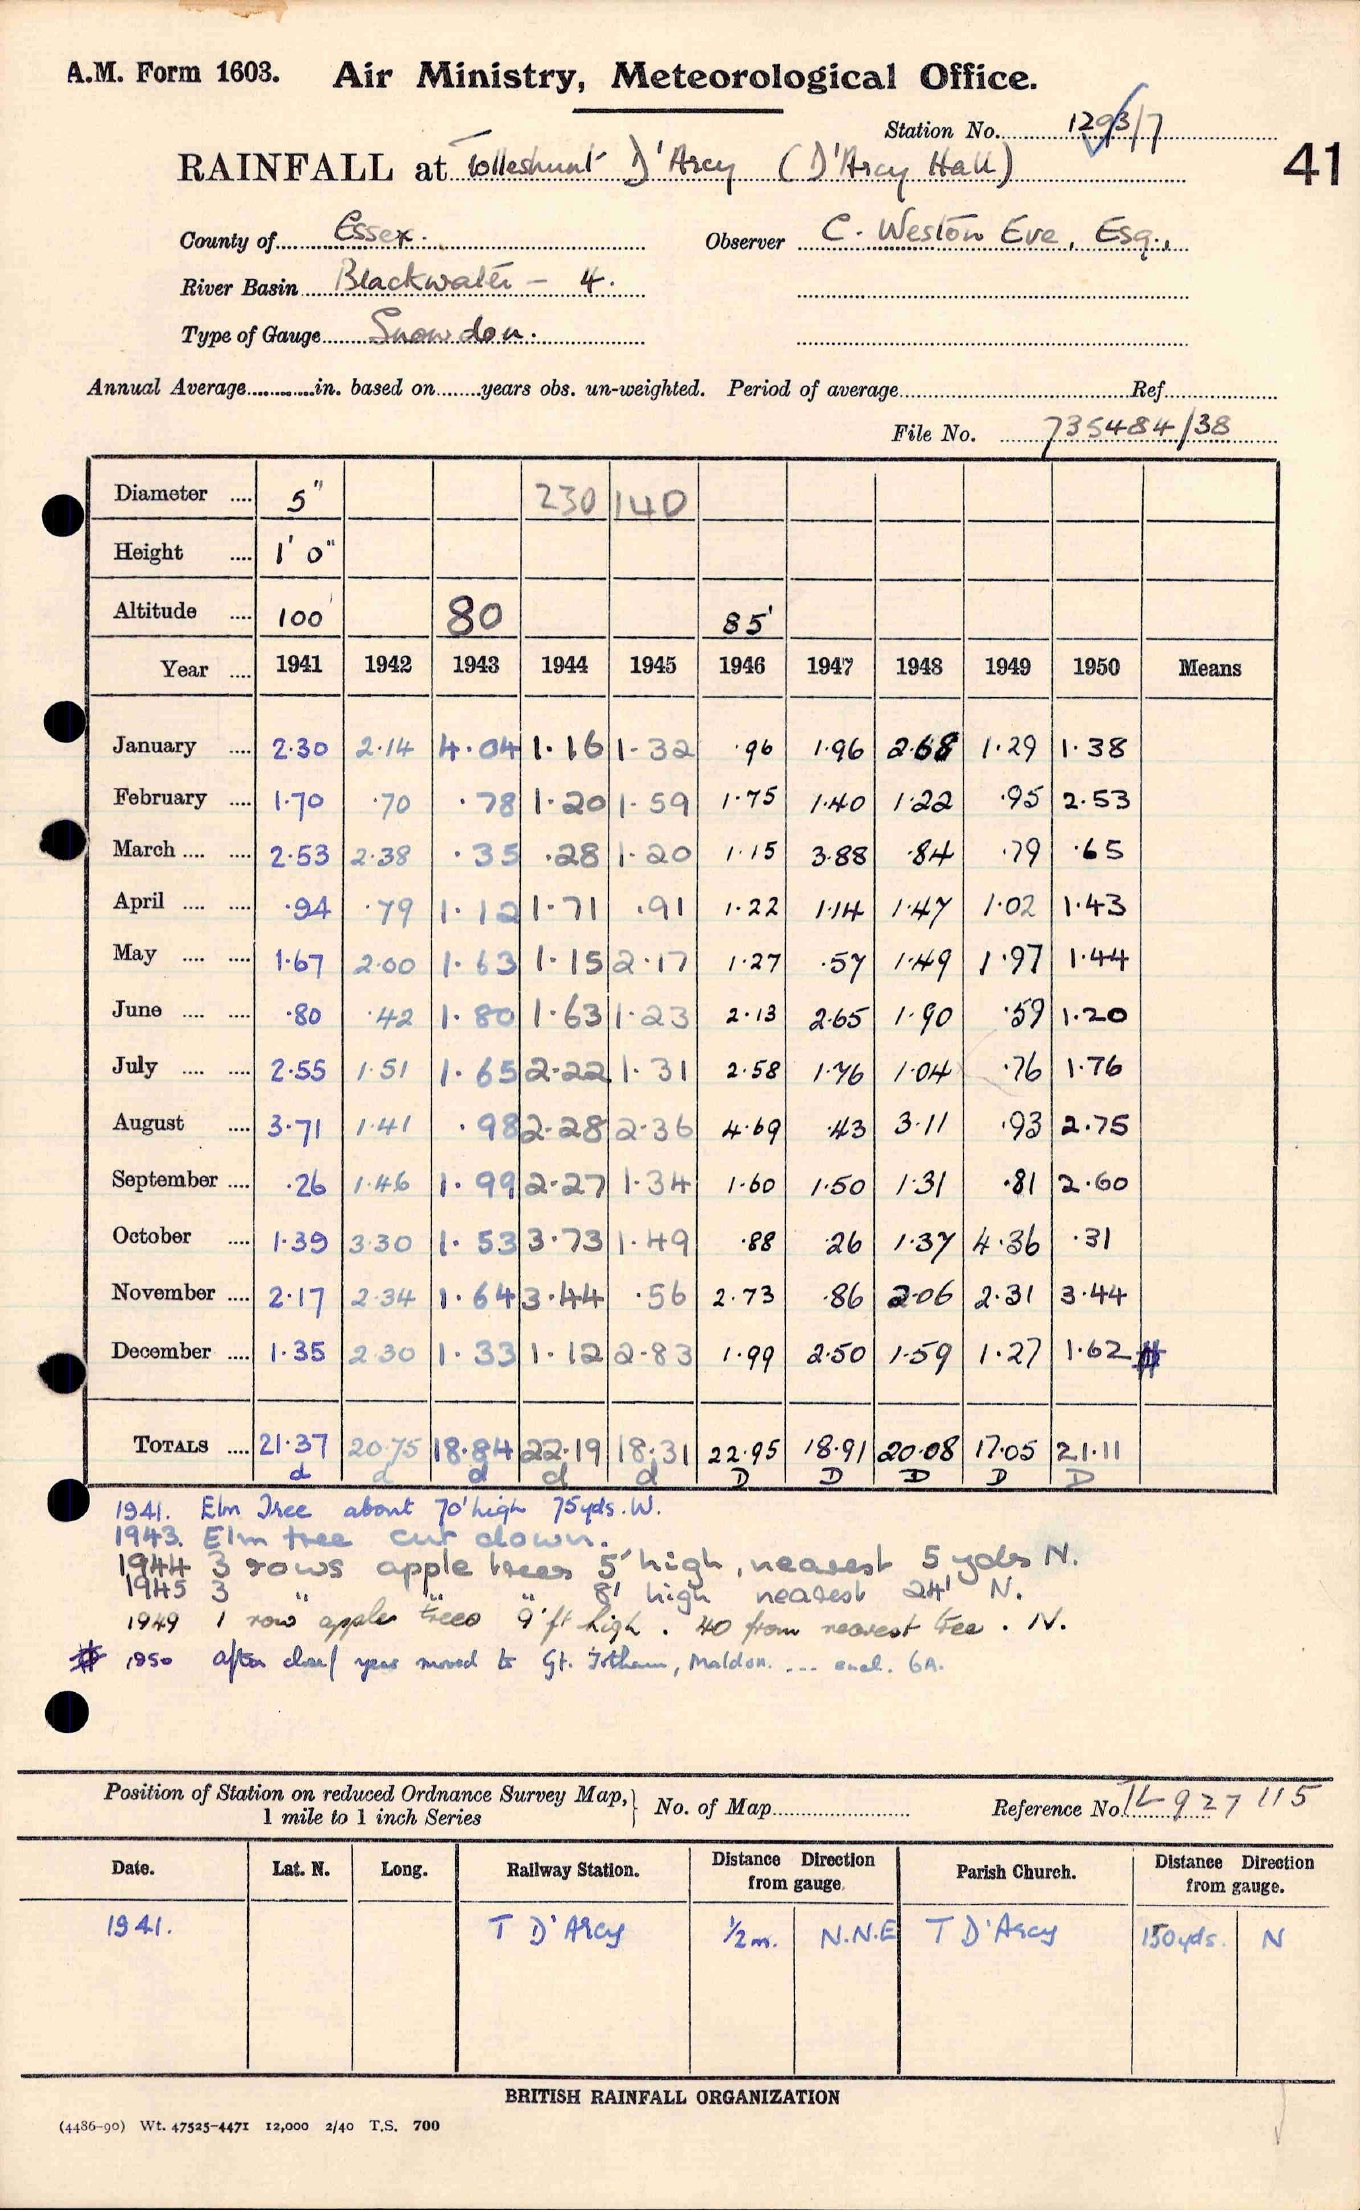 A.M. Form 1603. Air Ministry, Meteorological Office.
Station No. 1293/7
RAINFALL at Tolleshunt D'Arcy (D'Arcy Hall) 41
County of Essex. Observer C. Weston Eve, Esq.,
River Basin Blackwater – 4.
Type of Gauge Snowdon.
Annual Average............in. based on........years obs. un-weighted. Period of average.......... Ref..........
File No. 735484/38
Diameter .... 5" 230 140
Height .... 1' 0"
Altitude .... 100' 80 85'
Year .... 1941 1942 1943 1944 1945 1946 1947 1948 1949 1950 Means
January .... 2·30 2·14 4·04 1·16 1·32 ·96 1·96 2·68 1·29 1·38
February .... 1·70 ·70 ·78 1·20 1·59 1·75 1·40 1·22 ·95 2·53
March .... .... 2·53 2·38 ·35 ·28 1·20 1·15 3·88 ·84 ·79 ·65
April .... .... ·94 ·79 1·12 1·71 ·91 1·22 1·14 1·47 1·02 1·43
May .... .... 1·67 2·00 1·63 1·15 2·17 1·27 ·57 1·49 1·97 1·44
June .... .... ·80 ·42 1·80 1·63 1·23 2·13 2·65 1·90 ·59 1·20
July .... .... 2·55 1·51 1·65 2·22 1·31 2·58 1·76 1·04 ·76 1·76
August .... 3·71 1·41 ·98 2·28 2·36 4·69 ·43 3·11 ·93 2·75
September .... ·26 1·46 1·99 2·27 1·34 1·60 1·50 1·31 ·81 2·60
October .... 1·39 3·30 1·53 3·73 1·49 ·88 ·26 1·37 4·36 ·31
November .... 2·17 2·34 1·64 3·44 ·56 2·73 ·86 2·06 2·31 3·44
December .... 1·35 2·30 1·33 1·12 2·83 1·99 2·50 1·59 1·27 1·62 #
TOTALS .... 21·37 20·75 18·84 22·19 18·31 22·95 18·91 20·08 17·05 21·11
d d d d d D D D D D
1941. Elm Tree about 70' high 75yds. W.
1943. Elm tree cut down.
1944 3 rows apple trees 5' high, nearest 5 yds N.
1945 3 " " " 8' high nearest 24' N.
1949 1 row apple trees 9' ft high. 40 from nearest tree. N.
# 1950 after close/ year moved to Gt. Totham, Maldon. ... encl. 6A.
Position of Station on reduced Ordnance Survey Map,} No. of Map.......... Reference No TL 927 115
1 mile to 1 inch Series
Date. Lat. N. Long. Railway Station. Distance Direction from gauge. Parish Church. Distance Direction from gauge.
1941. T D'Arcy 1/2 m. N.N.E T D'Arcy 150yds. N
BRITISH RAINFALL ORGANIZATION
(4486-90) Wt. 47525-4471 12,000 2/40 T.S. 700